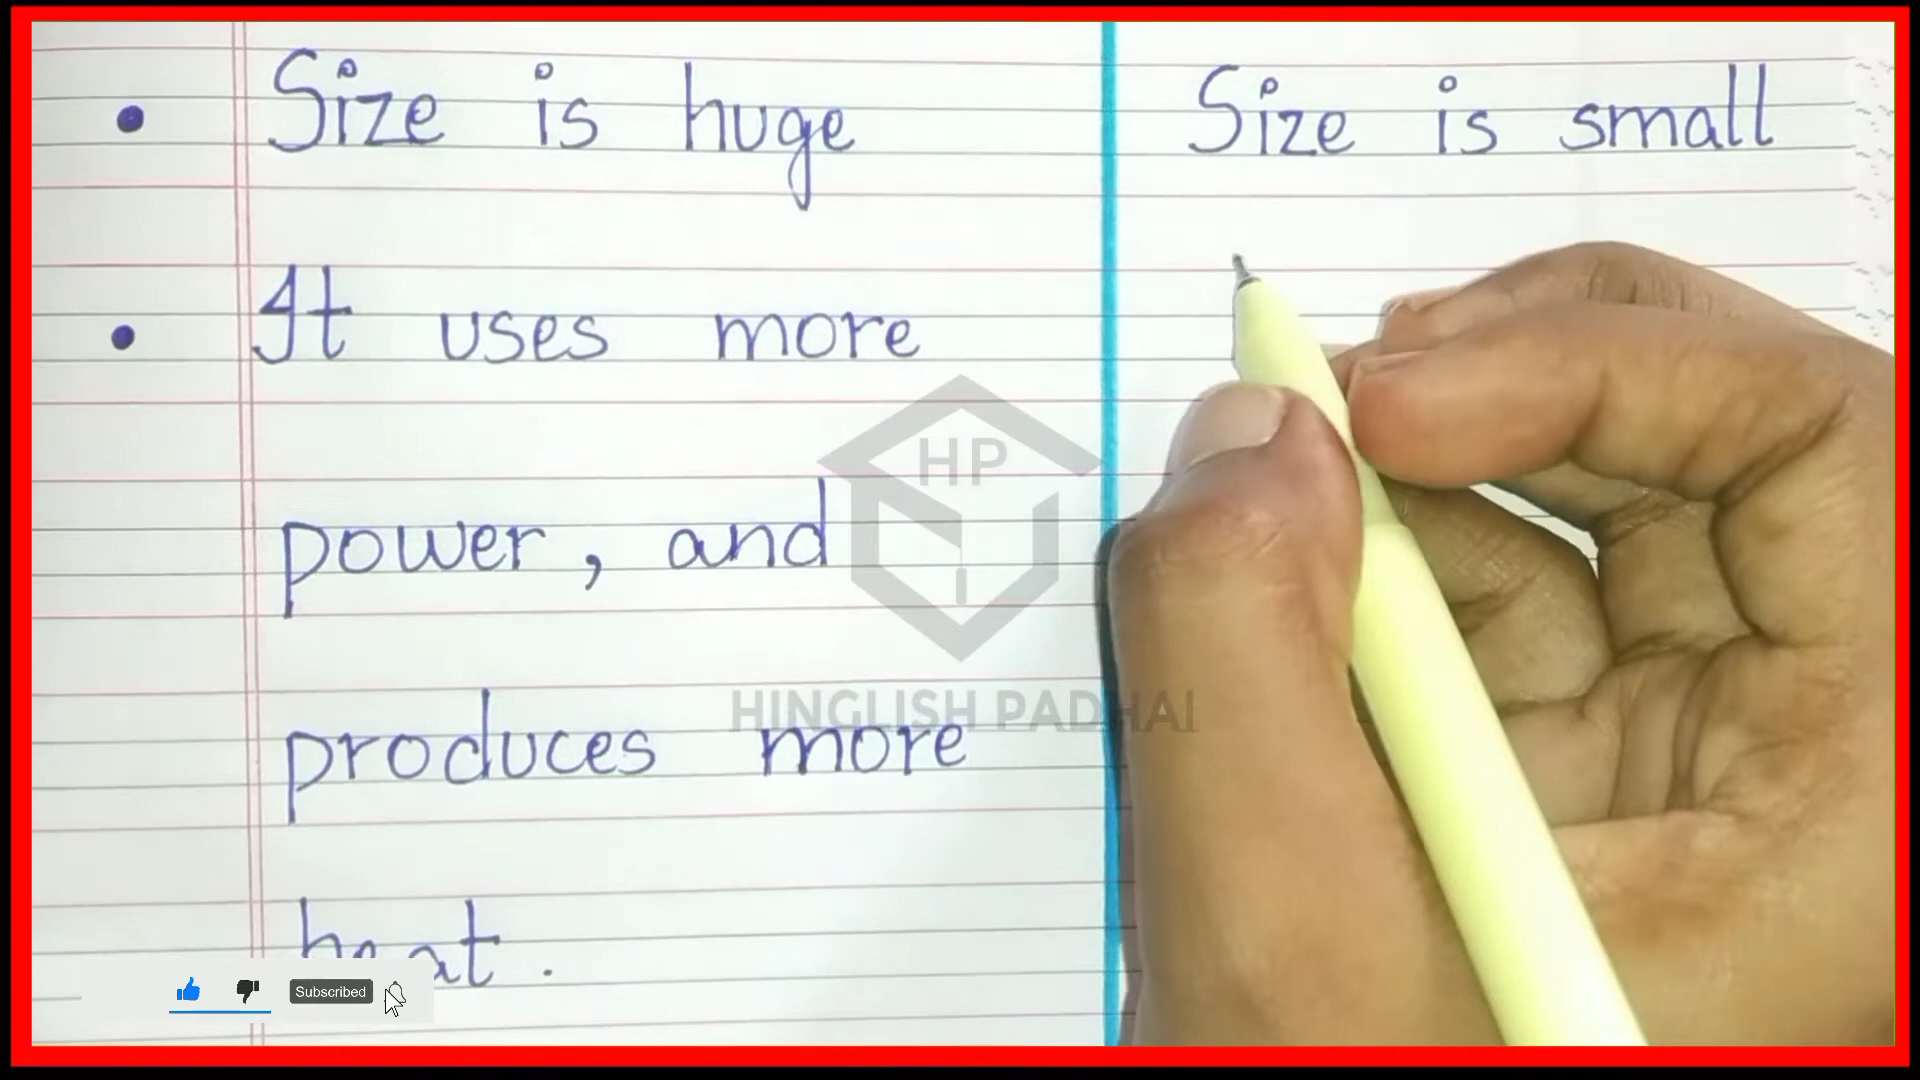 • Size is huge
Size is small
• It uses more
power, and
produces more
heat.
HP
HINGLISH PADHAI
Subscribed